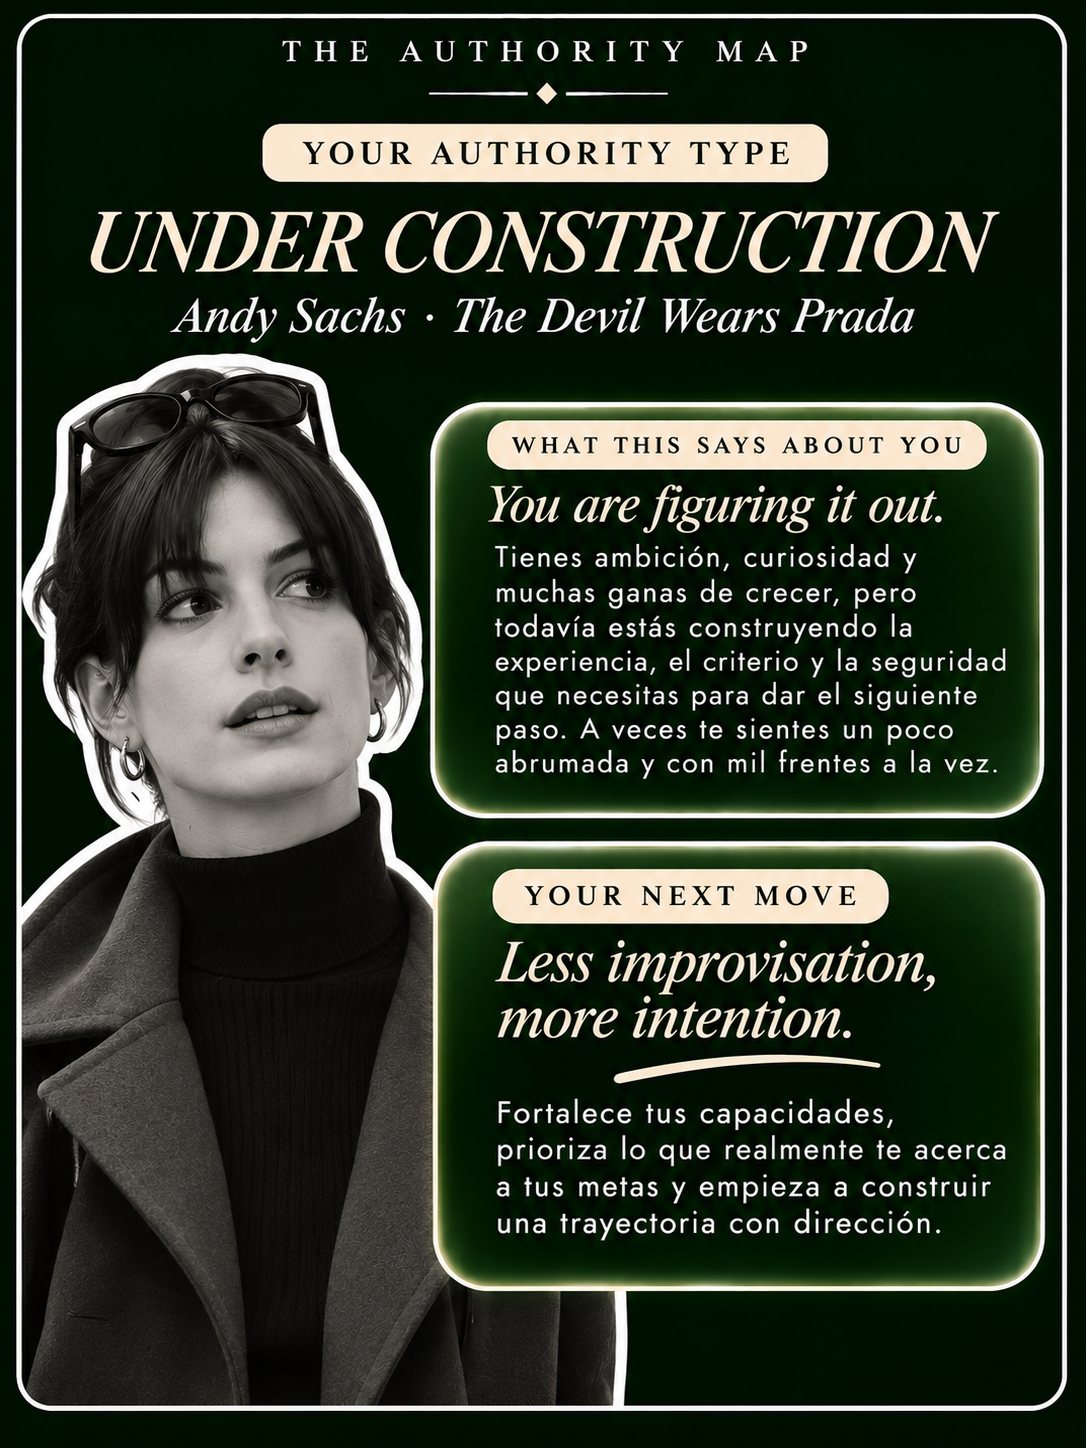 THE AUTHORITY MAP
YOUR AUTHORITY TYPE
UNDER CONSTRUCTION
Andy Sachs · The Devil Wears Prada
WHAT THIS SAYS ABOUT YOU
You are figuring it out.
Tienes ambición, curiosidad y
muchas ganas de crecer, pero
todavía estás construyendo la
experiencia, el criterio y la seguridad
que necesitas para dar el siguiente
paso. A veces te sientes un poco
abrumada y con mil frentes a la vez.
YOUR NEXT MOVE
Less improvisation,
more intention.
Fortalece tus capacidades,
prioriza lo que realmente te acerca
a tus metas y empieza a construir
una trayectoria con dirección.